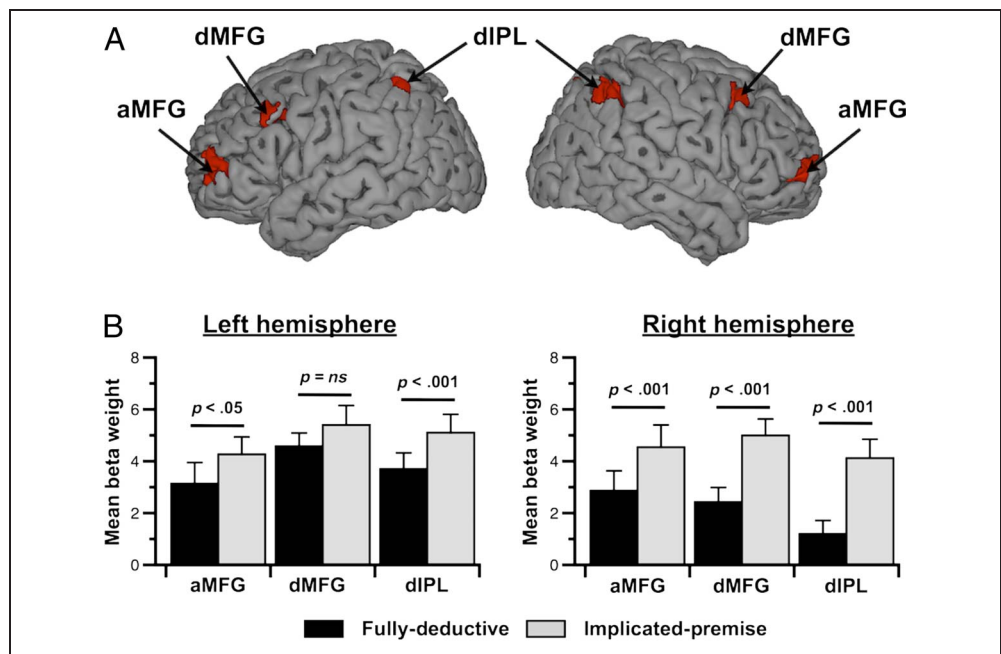 A
dMFG
dIPL
dMFG
aMFG
aMFG
B
Left hemisphere
Right hemisphere
Mean beta weight
8
6
4
2
0
p < .05
p = ns
p < .001
aMFG
dMFG
dIPL
Mean beta weight
8
6
4
2
0
p < .001
p < .001
p < .001
aMFG
dMFG
dIPL
Fully-deductive
Implicated-premise